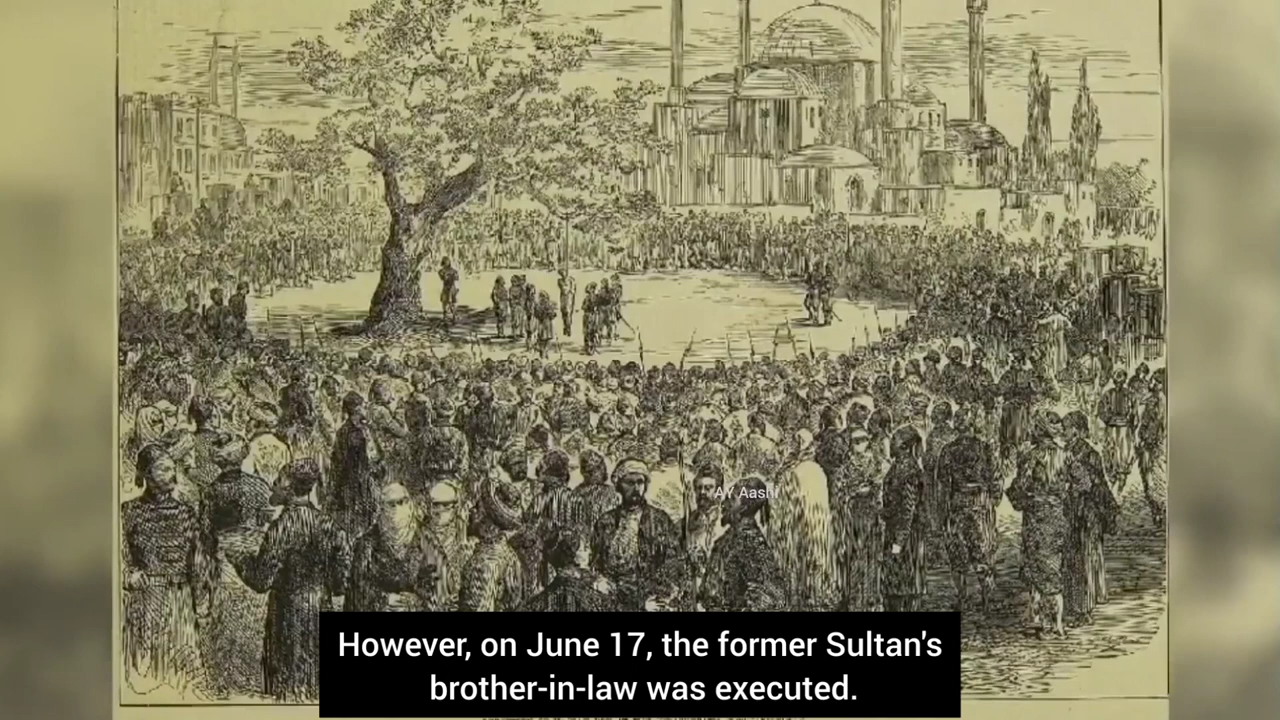 AY Aashi
However, on June 17, the former Sultan's
brother-in-law was executed.